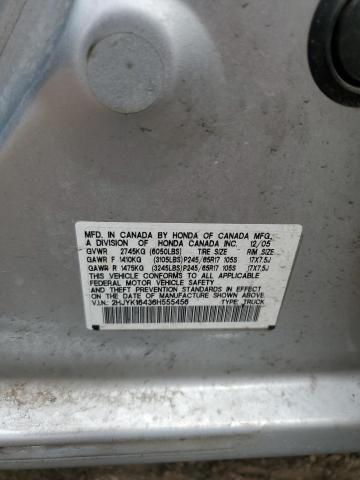 MFD. IN CANADA BY HONDA OF CANADA MFG.
A DIVISION OF HONDA CANADA INC. 12/05
GVWR 2745KG (6050LBS) TIRE SIZE RIM SIZE
GAWR F 1410KG (3105LBS)P245/65R17 105S 17X7.5J
GAWR R 1475KG (3245LBS)P245/65R17 105S 17X7.5J
THIS VEHICLE CONFORMS TO ALL APPLICABLE
FEDERAL MOTOR VEHICLE SAFETY
AND THEFT PREVENTION STANDARDS IN EFFECT ON
THE DATE OF MANUFACTURE SHOWN ABOVE.
V.I.N.: 2HJYK16436H555456 TYPE: TRUCK